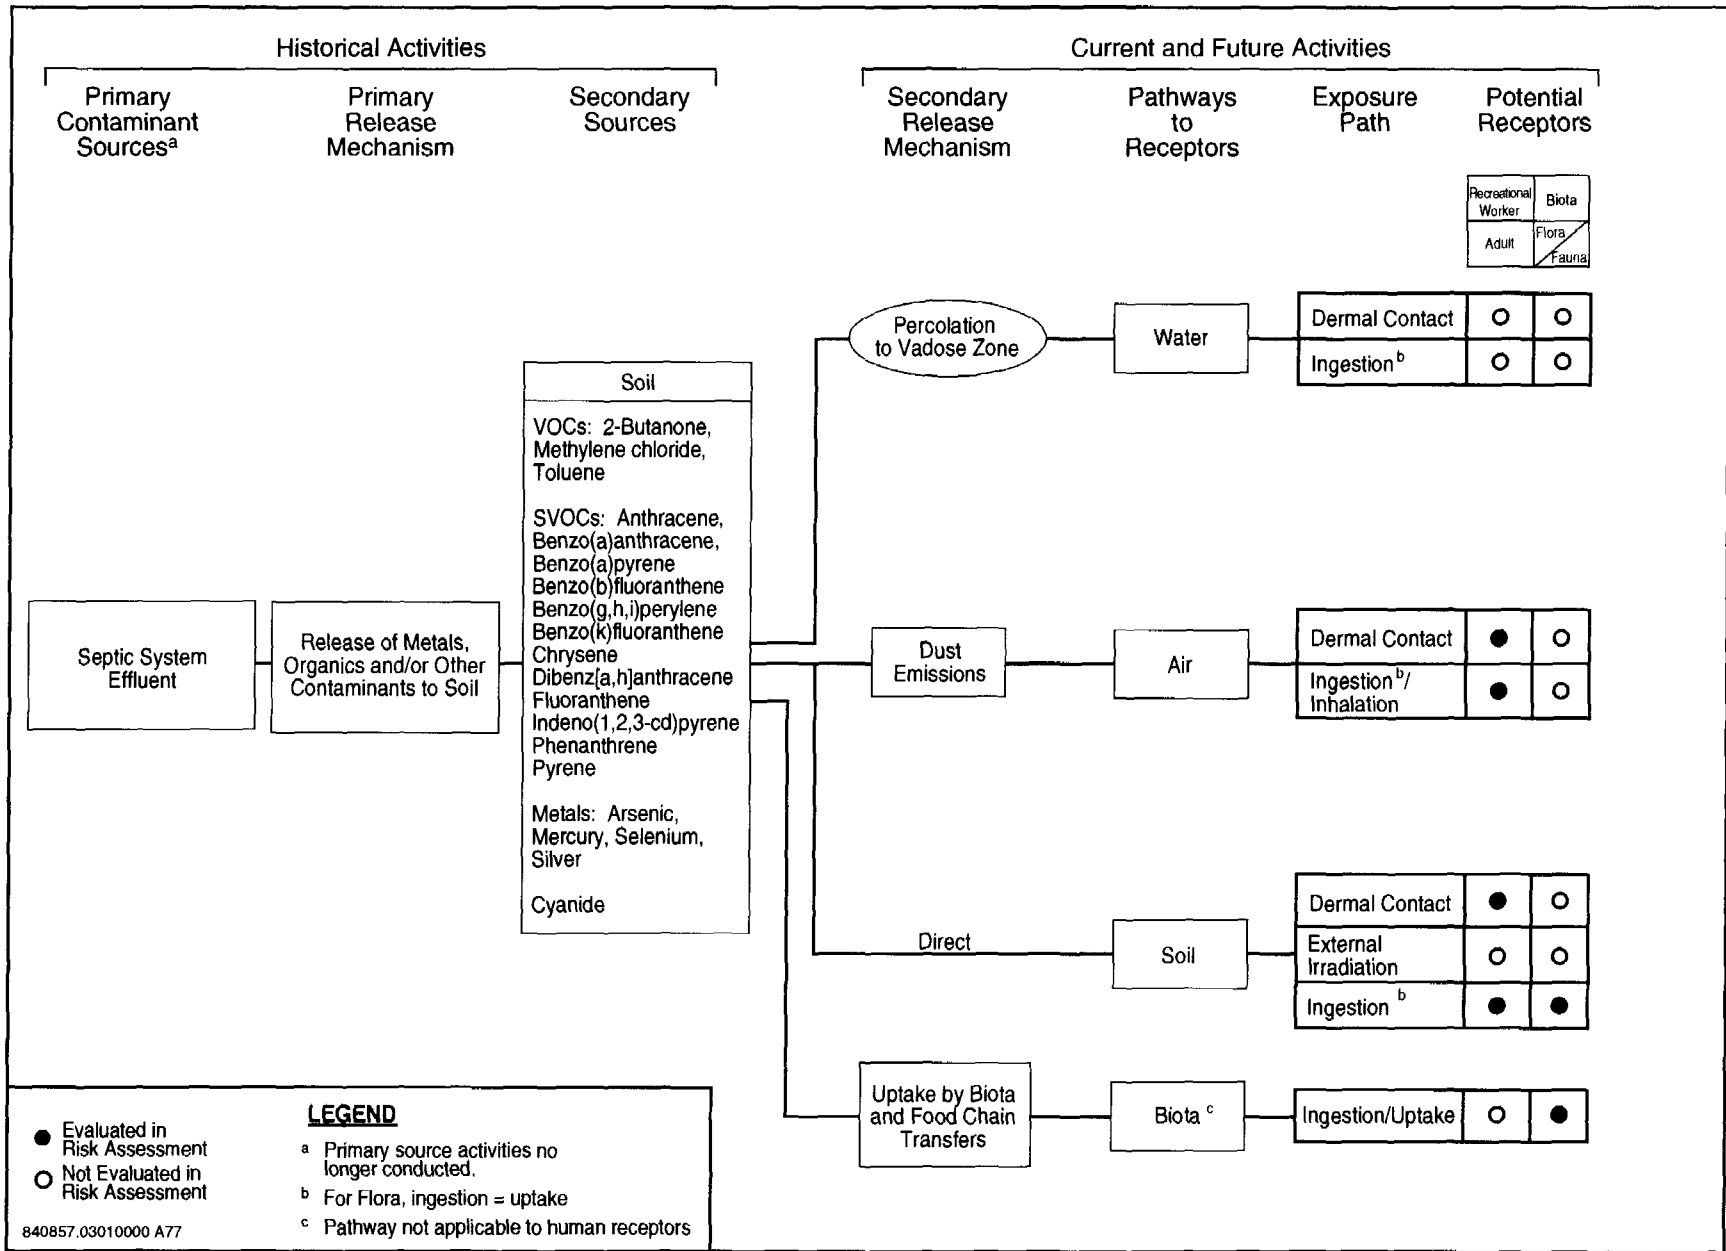 Historical Activities
Current and Future Activities
Primary
Contaminant
Sources^a
Primary
Release
Mechanism
Secondary
Sources
Secondary
Release
Mechanism
Pathways
to
Receptors
Exposure
Path
Potential
Receptors
Recreational
Worker
Biota
Adult
Flora
Fauna
Percolation
to Vadose Zone
Water
Dermal Contact
Ingestion^b
Soil
VOCs: 2-Butanone,
Methylene chloride,
Toluene
SVOCs: Anthracene,
Benzo(a)anthracene,
Benzo(a)pyrene
Benzo(b)fluoranthene
Benzo(g,h,i)perylene
Benzo(k)fluoranthene
Chrysene
Dibenz[a,h]anthracene
Fluoranthene
Indeno(1,2,3-cd)pyrene
Phenanthrene
Pyrene
Metals: Arsenic,
Mercury, Selenium,
Silver
Cyanide
Septic System
Effluent
Release of Metals,
Organics and/or Other
Contaminants to Soil
Dust
Emissions
Air
Dermal Contact
Ingestion^b/
Inhalation
Direct
Soil
Dermal Contact
External
Irradiation
Ingestion ^b
Uptake by Biota
and Food Chain
Transfers
Biota ^c
Ingestion/Uptake
LEGEND
Evaluated in
Risk Assessment
Not Evaluated in
Risk Assessment
a Primary source activities no
longer conducted.
b For Flora, ingestion = uptake
c Pathway not applicable to human receptors
840857.03010000 A77